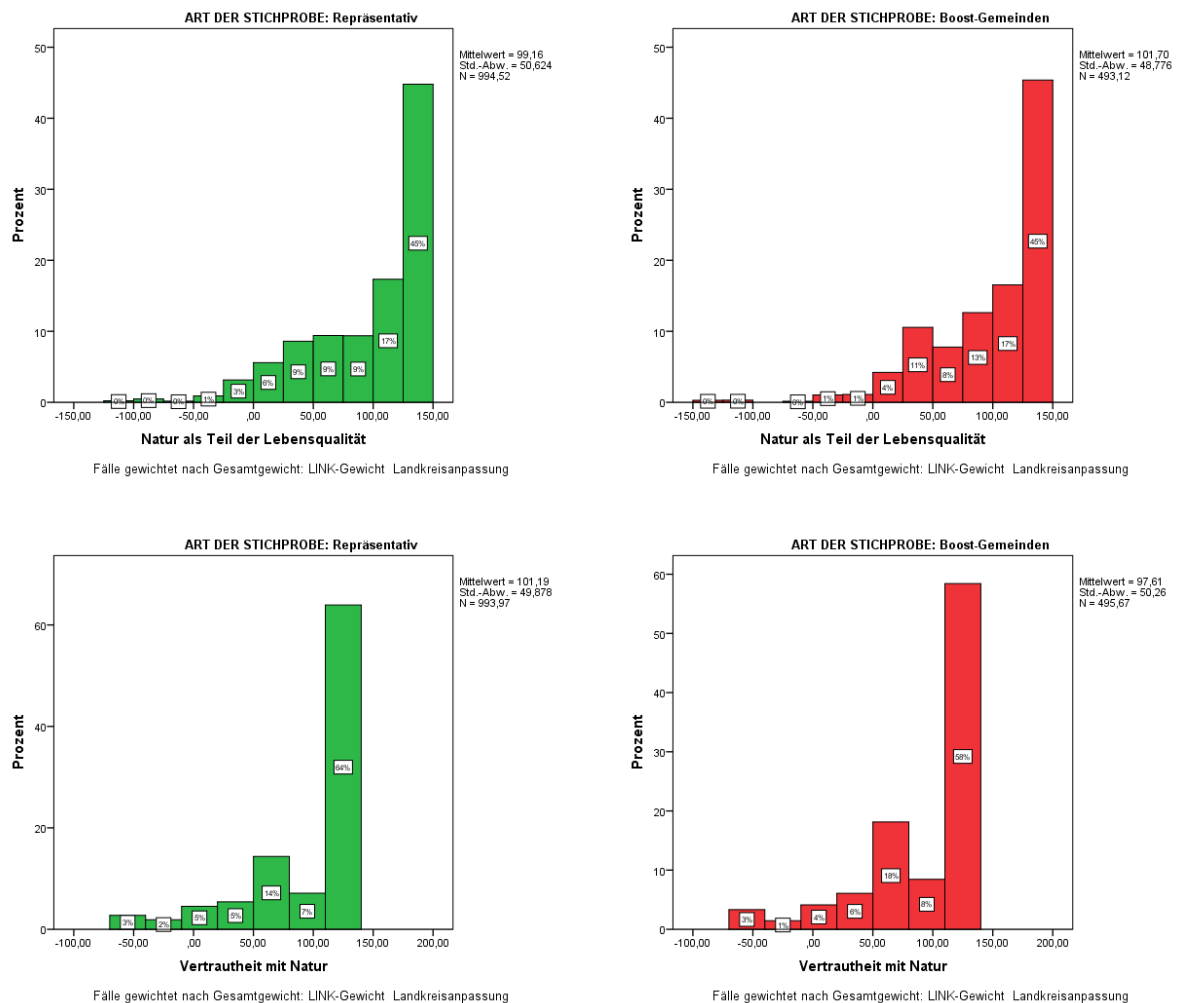 ART DER STICHPROBE: Repräsentativ
Mittelwert = 99,16
Std.-Abw. = 50,624
N = 994,52
Prozent
50
40
30
20
10
0
0% 0% 0% 1% 3% 6% 9% 9% 9% 17% 45%
-150,00 -100,00 -50,00 ,00 50,00 100,00 150,00
Natur als Teil der Lebensqualität
Fälle gewichtet nach Gesamtgewicht: LINK-Gewicht Landkreisanpassung
ART DER STICHPROBE: Boost-Gemeinden
Mittelwert = 101,70
Std.-Abw. = 48,776
N = 493,12
Prozent
50
40
30
20
10
0
0% 0% 0% 1% 1% 4% 11% 8% 13% 17% 45%
-150,00 -100,00 -50,00 ,00 50,00 100,00 150,00
Natur als Teil der Lebensqualität
Fälle gewichtet nach Gesamtgewicht: LINK-Gewicht Landkreisanpassung
ART DER STICHPROBE: Repräsentativ
Mittelwert = 101,19
Std.-Abw. = 49,878
N = 993,97
Prozent
60
40
20
0
3% 2% 5% 5% 14% 7% 64%
-100,00 -50,00 ,00 50,00 100,00 150,00 200,00
Vertrautheit mit Natur
Fälle gewichtet nach Gesamtgewicht: LINK-Gewicht Landkreisanpassung
ART DER STICHPROBE: Boost-Gemeinden
Mittelwert = 97,61
Std.-Abw. = 50,26
N = 495,67
Prozent
60
50
40
30
20
10
0
3% 1% 4% 6% 18% 8% 58%
-100,00 -50,00 ,00 50,00 100,00 150,00 200,00
Vertrautheit mit Natur
Fälle gewichtet nach Gesamtgewicht: LINK-Gewicht Landkreisanpassung